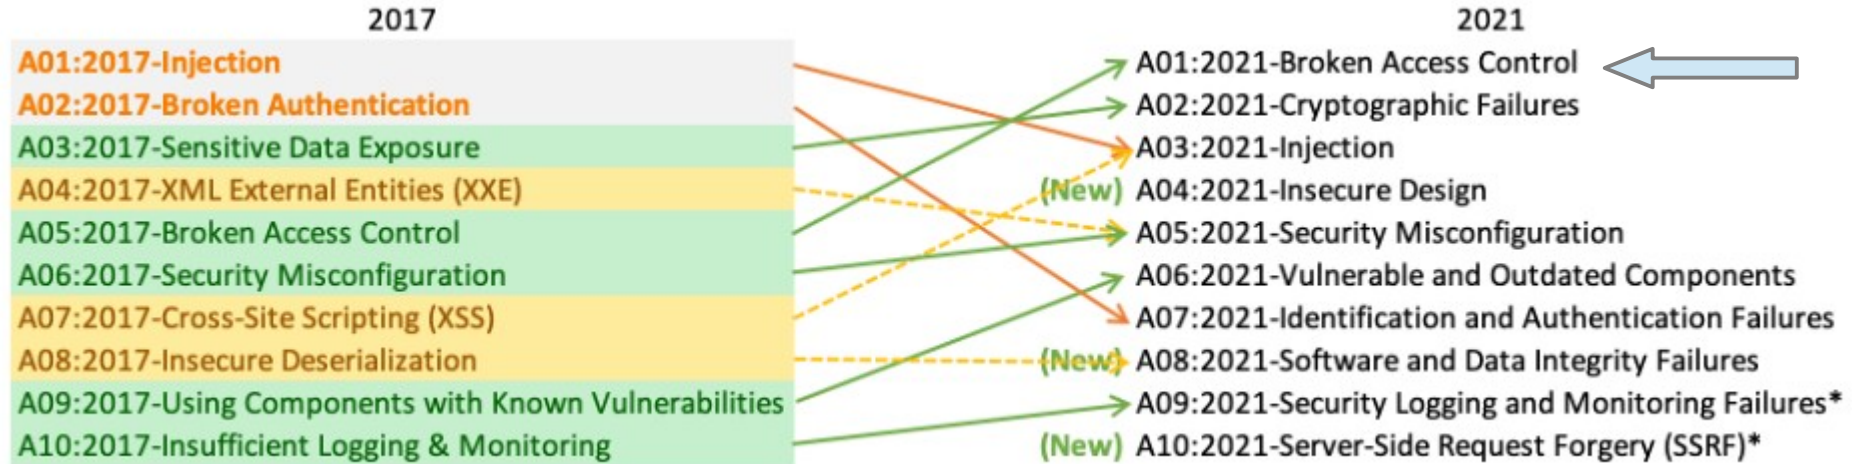 2017
A01:2017-Injection
A02:2017-Broken Authentication
A03:2017-Sensitive Data Exposure
A04:2017-XML External Entities (XXE)
A05:2017-Broken Access Control
A06:2017-Security Misconfiguration
A07:2017-Cross-Site Scripting (XSS)
A08:2017-Insecure Deserialization
A09:2017-Using Components with Known Vulnerabilities
A10:2017-Insufficient Logging & Monitoring
2021
A01:2021-Broken Access Control
A02:2021-Cryptographic Failures
A03:2021-Injection
(New) A04:2021-Insecure Design
A05:2021-Security Misconfiguration
A06:2021-Vulnerable and Outdated Components
A07:2021-Identification and Authentication Failures
(New) A08:2021-Software and Data Integrity Failures
A09:2021-Security Logging and Monitoring Failures*
(New) A10:2021-Server-Side Request Forgery (SSRF)*